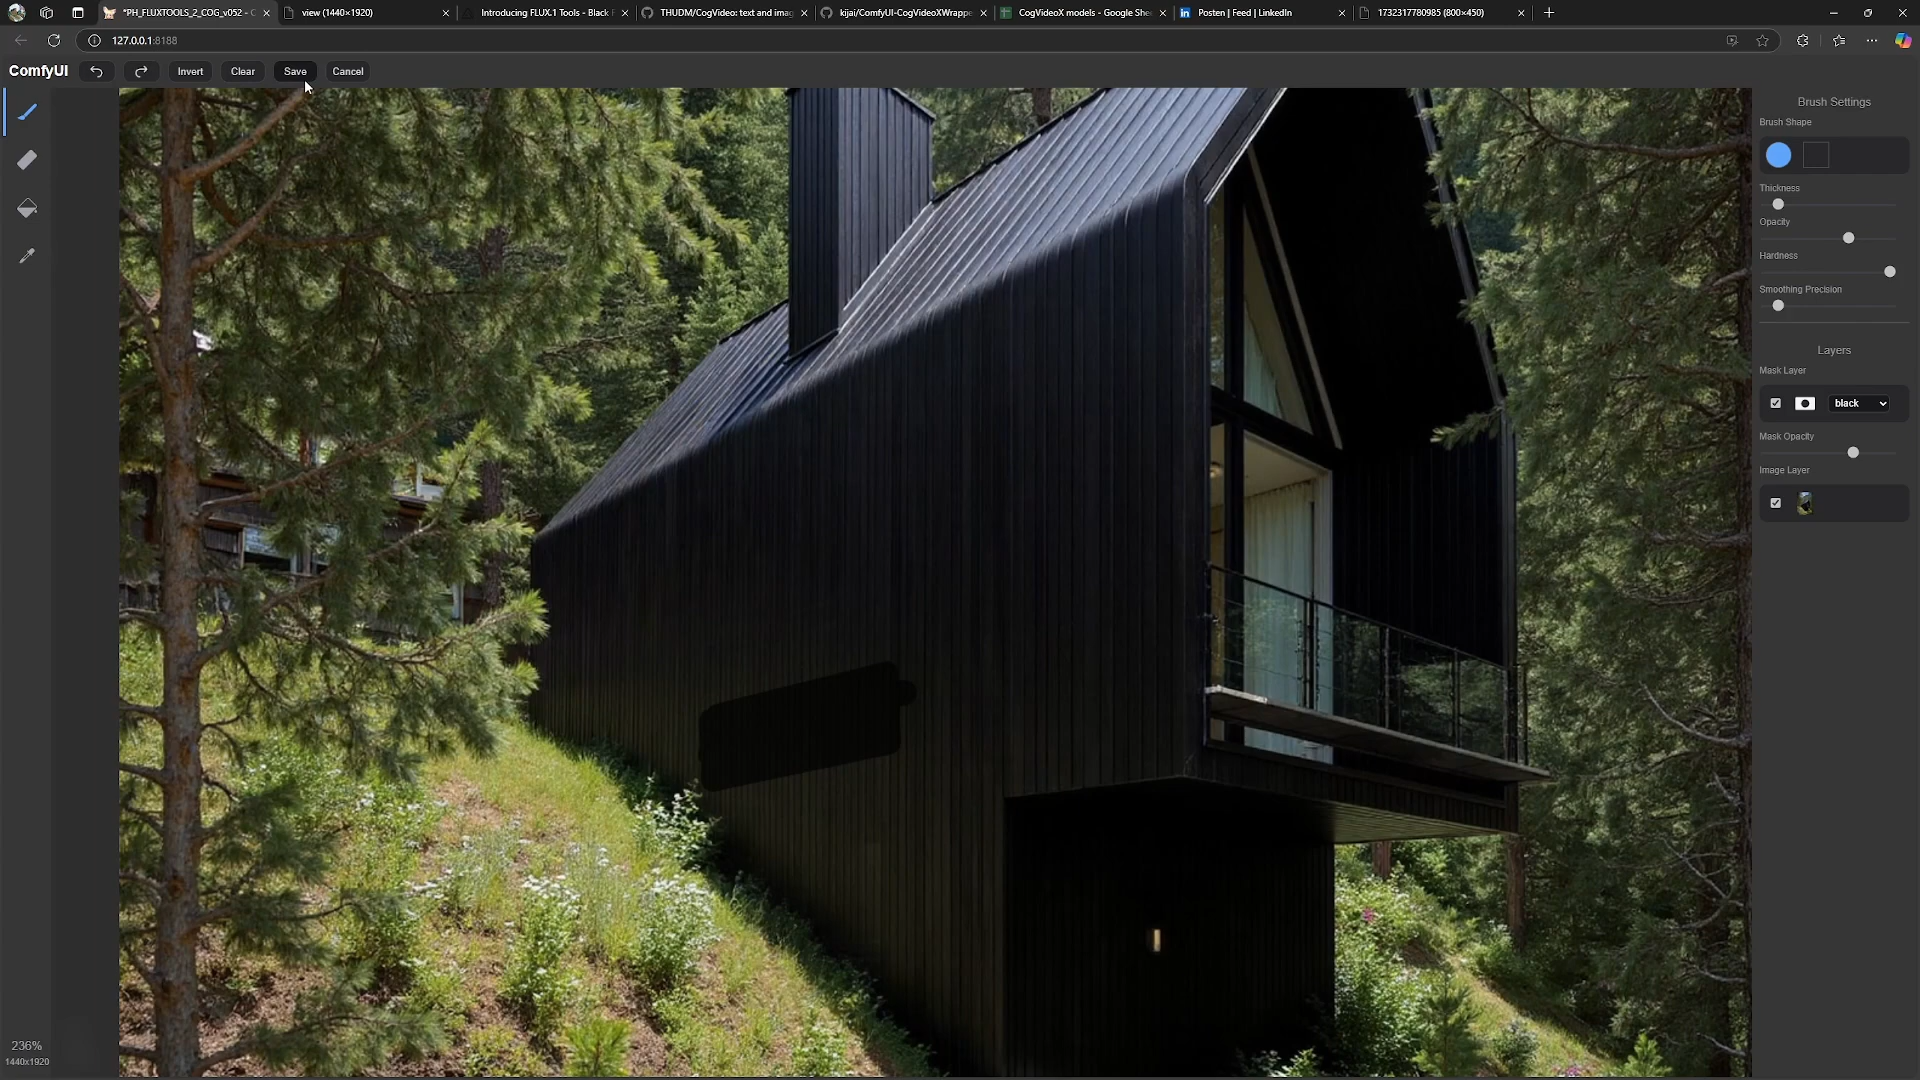 *PH_FLUXTOOLS_2_COG_v052 - C
view (1440×1920)
Introducing FLUX.1 Tools - Black F
THUDM/CogVideo: text and imag
kijai/ComfyUI-CogVideoXWrappe
CogVideoX models - Google She
Posten | Feed | LinkedIn
1732317780985 (800×450)
127.0.0.1:8188
ComfyUI
Invert
Clear
Save
Cancel
Brush Settings
Brush Shape
Thickness
Opacity
Hardness
Smoothing Precision
Layers
Mask Layer
black
Mask Opacity
Image Layer
236%
1440x1920